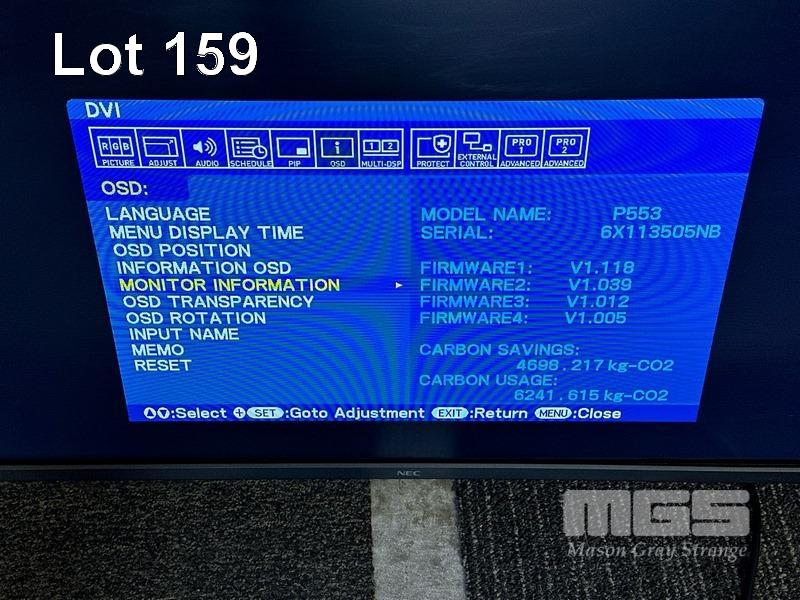 Lot 159
DVI
RGB
PICTURE ADJUST AUDIO SCHEDULE PIP OSD MULTI-DSP PROTECT EXTERNAL CONTROL PRO 1 ADVANCED PRO 2 ADVANCED
OSD:
LANGUAGE MODEL NAME: P553
MENU DISPLAY TIME SERIAL: 6X113505NB
OSD POSITION
INFORMATION OSD FIRMWARE1: V1.118
MONITOR INFORMATION FIRMWARE2: V1.039
OSD TRANSPARENCY FIRMWARE3: V1.012
OSD ROTATION FIRMWARE4: V1.005
INPUT NAME
MEMO CARBON SAVINGS:
RESET 4698.217 kg-CO2
CARBON USAGE:
6241.615 kg-CO2
:Select SET:Goto Adjustment EXIT:Return MENU:Close
NEC
MGS
Mason Gray Strange